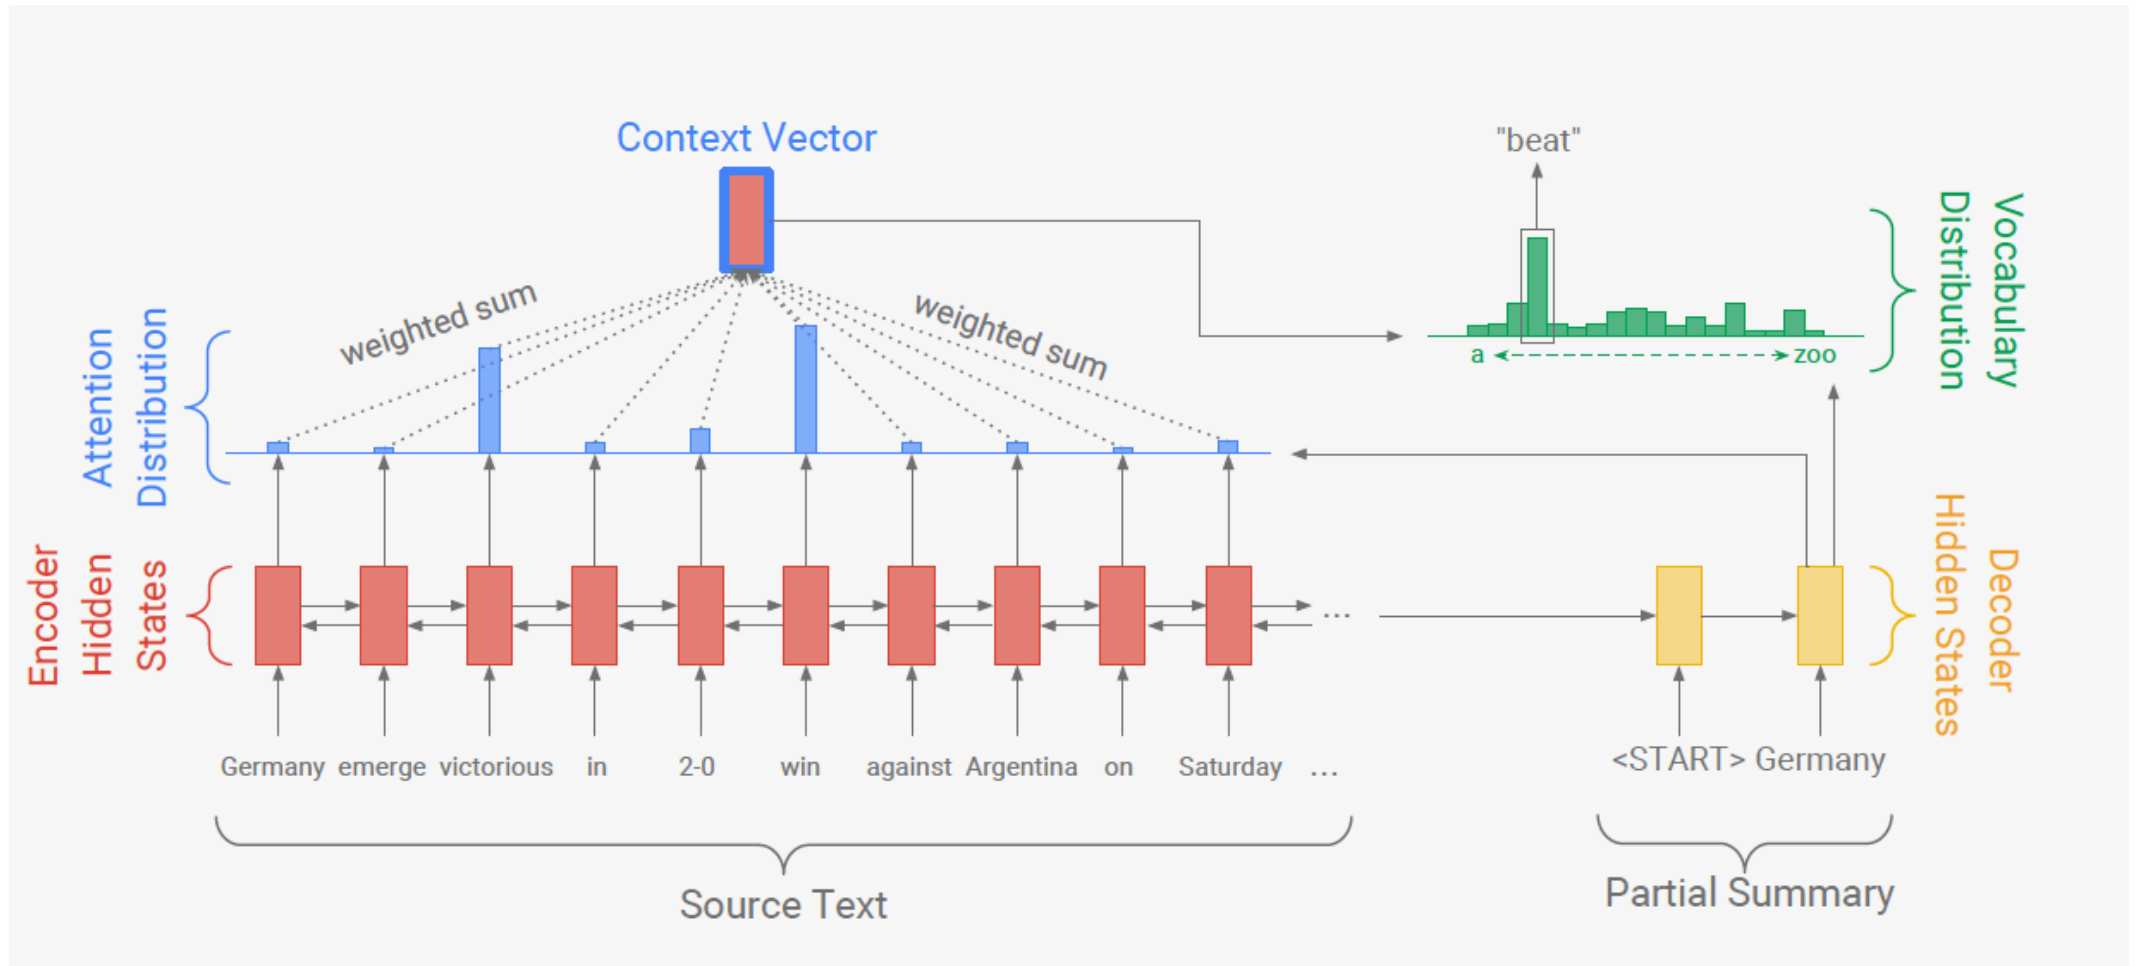 Context Vector
"beat"
weighted sum
weighted sum
a
zoo
Vocabulary
Distribution
Attention
Distribution
Encoder
Hidden
States
...
Decoder
Hidden States
Germany emerge victorious in 2-0 win against Argentina on Saturday ...
<START> Germany
Source Text
Partial Summary